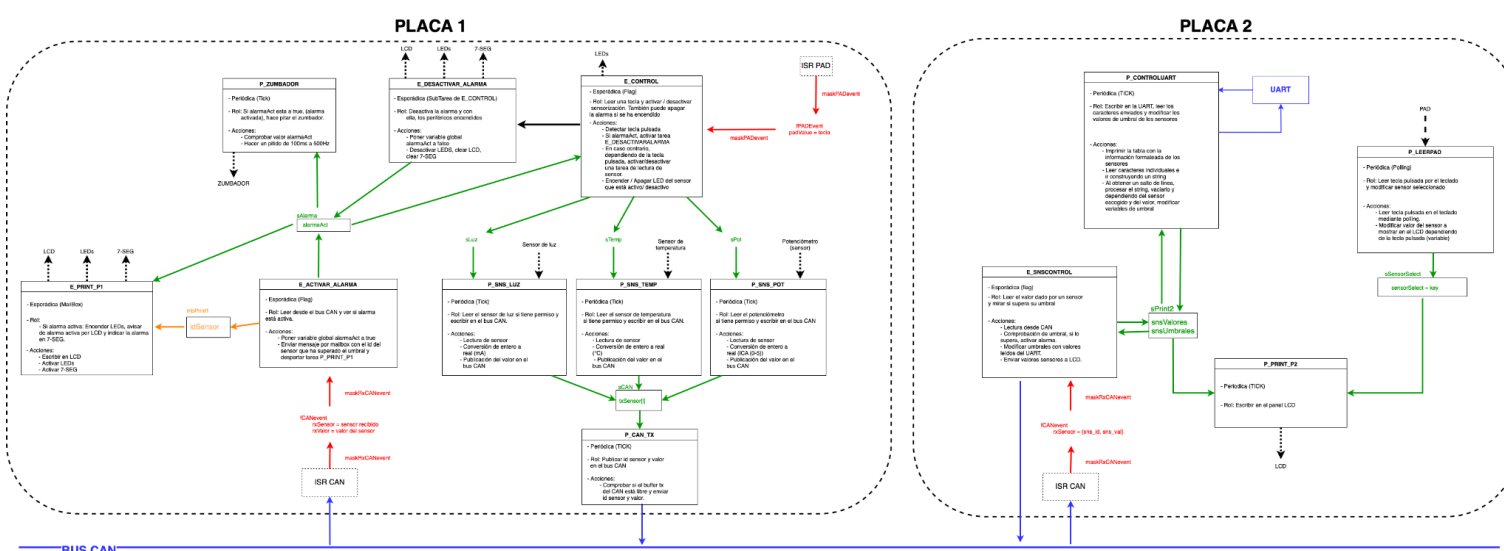 PLACA 1
LCD
LEDs
7-SEG
LEDs
ISR PAD
maskPADevent
fPADEvent
padValue = tecla
maskPADevent
P_ZUMBADOR
- Periódica (Tick)
- Rol: Si alarmaAct esta a true, (alarma
activada), hace pitar el zumbador.
- Acciones:
- Comprobar valor alarmaAct
- Hacer un pitido de 100ms a 500Hz
ZUMBADOR
E_DESACTIVAR_ALARMA
- Esporádica (SubTarea de E_CONTROL)
- Rol: Desactiva la alarma y con
ella, los periféricos encendidos
- Acciones:
- Poner variable global
alarmaAct a falso
- Desactivar LEDS, clear LCD,
clear 7-SEG
E_CONTROL
- Esporádica (Flag)
- Rol: Leer una tecla y activar / desactivar
sensorización. También puede apagar
la alarma si se ha encendido
- Acciones:
- Detectar tecla pulsada
- Si alarmaAct, activar tarea
E_DESACTIVARALARMA
- En caso contrario,
dependiendo de la tecla
pulsada, activar/desactivar
una tarea de lectura de
sensor.
- Encender / Apagar LED del sensor
que está activo/ desactivo
sAlarma
alarmaAct
LCD
LEDs
7-SEG
E_PRINT_P1
- Esporádica (MailBox)
- Rol:
- Si alarma activa: Encender LEDs, avisar
de alarma activa por LCD y indicar la alarma
en 7-SEG.
- Acciones:
- Escribir en LCD
- Activar LEDs
- Activar 7-SEG
idSensor
E_ACTIVAR_ALARMA
- Esporádica (Flag)
- Rol: Leer desde el bus CAN y ver si alarma
está activa.
- Acciones:
- Poner variable global alarmaAct a true
- Enviar mensaje por mailbox con el id del
sensor que ha superado el umbral y
despertar tarea P_PRINT_P1
maskRxCANevent
fCANevent
rxSensor = sensor recibido
rxValor = valor del sensor
maskRxCANevent
ISR CAN
sLuz
Sensor de luz
sTemp
Sensor de
temperatura
sPot
Potenciómetro
(sensor)
P_SNS_LUZ
- Periódica (Tick)
- Rol: Leer el sensor de luz si tiene permiso y
escribir en el bus CAN.
- Acciones:
- Lectura de sensor
- Conversión de entero a
real (mA)
- Publicación del valor en el
bus CAN
P_SNS_TEMP
- Periódica (Tick)
- Rol: Leer el sensor de temperatura
si tiene permiso y escribir en el bus CAN.
- Acciones:
- Lectura de sensor
- Conversión de entero a real
(°C)
- Publicación del valor en el
bus CAN
P_SNS_POT
- Periódica (Tick)
- Rol: Leer el potenciómetro
si tiene permiso y escribir en el bus CAN.
- Acciones:
- Lectura de sensor
- Conversión de entero a
real (ICA (0-5))
- Publicación del valor en el
bus CAN
sCAN
txSensor[i]
P_CAN_TX
- Periódica (TICK)
- Rol: Publicar id sensor y valor
en el bus CAN
- Acciones:
- Comprobar si el buffer tx
del CAN está libre y enviar
id sensor y valor.
BUS CAN
PLACA 2
P_CONTROLUART
- Periódica (TICK)
- Rol: Escribir en la UART, leer los
caracteres enviados y modificar los
valores de umbral de los sensores
- Acciones:
- Imprimir la tabla con la
información formateada de los
sensores
- Leer caracteres individuales e
ir construyendo un string
- Al obtener un salto de línea,
procesar el string, vaciarlo y
dependiendo del sensor
escogido y del valor, modificar
variables de umbral
UART
PAD
P_LEERPAD
- Periódica (Polling)
- Rol: Leer tecla pulsada por el teclado
y modificar sensor seleccionado
- Acciones:
- Leer tecla pulsada en el teclado
mediante polling.
- Modificar valor del sensor a
mostrar en el LCD dependiendo
de la tecla pulsada (variable)
sSensorSelect
sensorSelect = key
E_SNSCONTROL
- Esporádica (flag)
- Rol: Leer el valor dado por un sensor
y mirar si supera su umbral
- Acciones:
- Lectura desde CAN
- Comprobación de umbral, si lo
supera, activar alarma.
- Modificar umbrales con valores
leídos del UART.
- Enviar valores sensores a LCD.
sPrint2
snsValores
snsUmbrales
P_PRINT_P2
- Periodica (TICK)
- Rol: Escribir en el panel LCD
LCD
maskRxCANevent
fCANevent
rxSensor = (sns_id, sns_val)
maskRxCANevent
ISR CAN